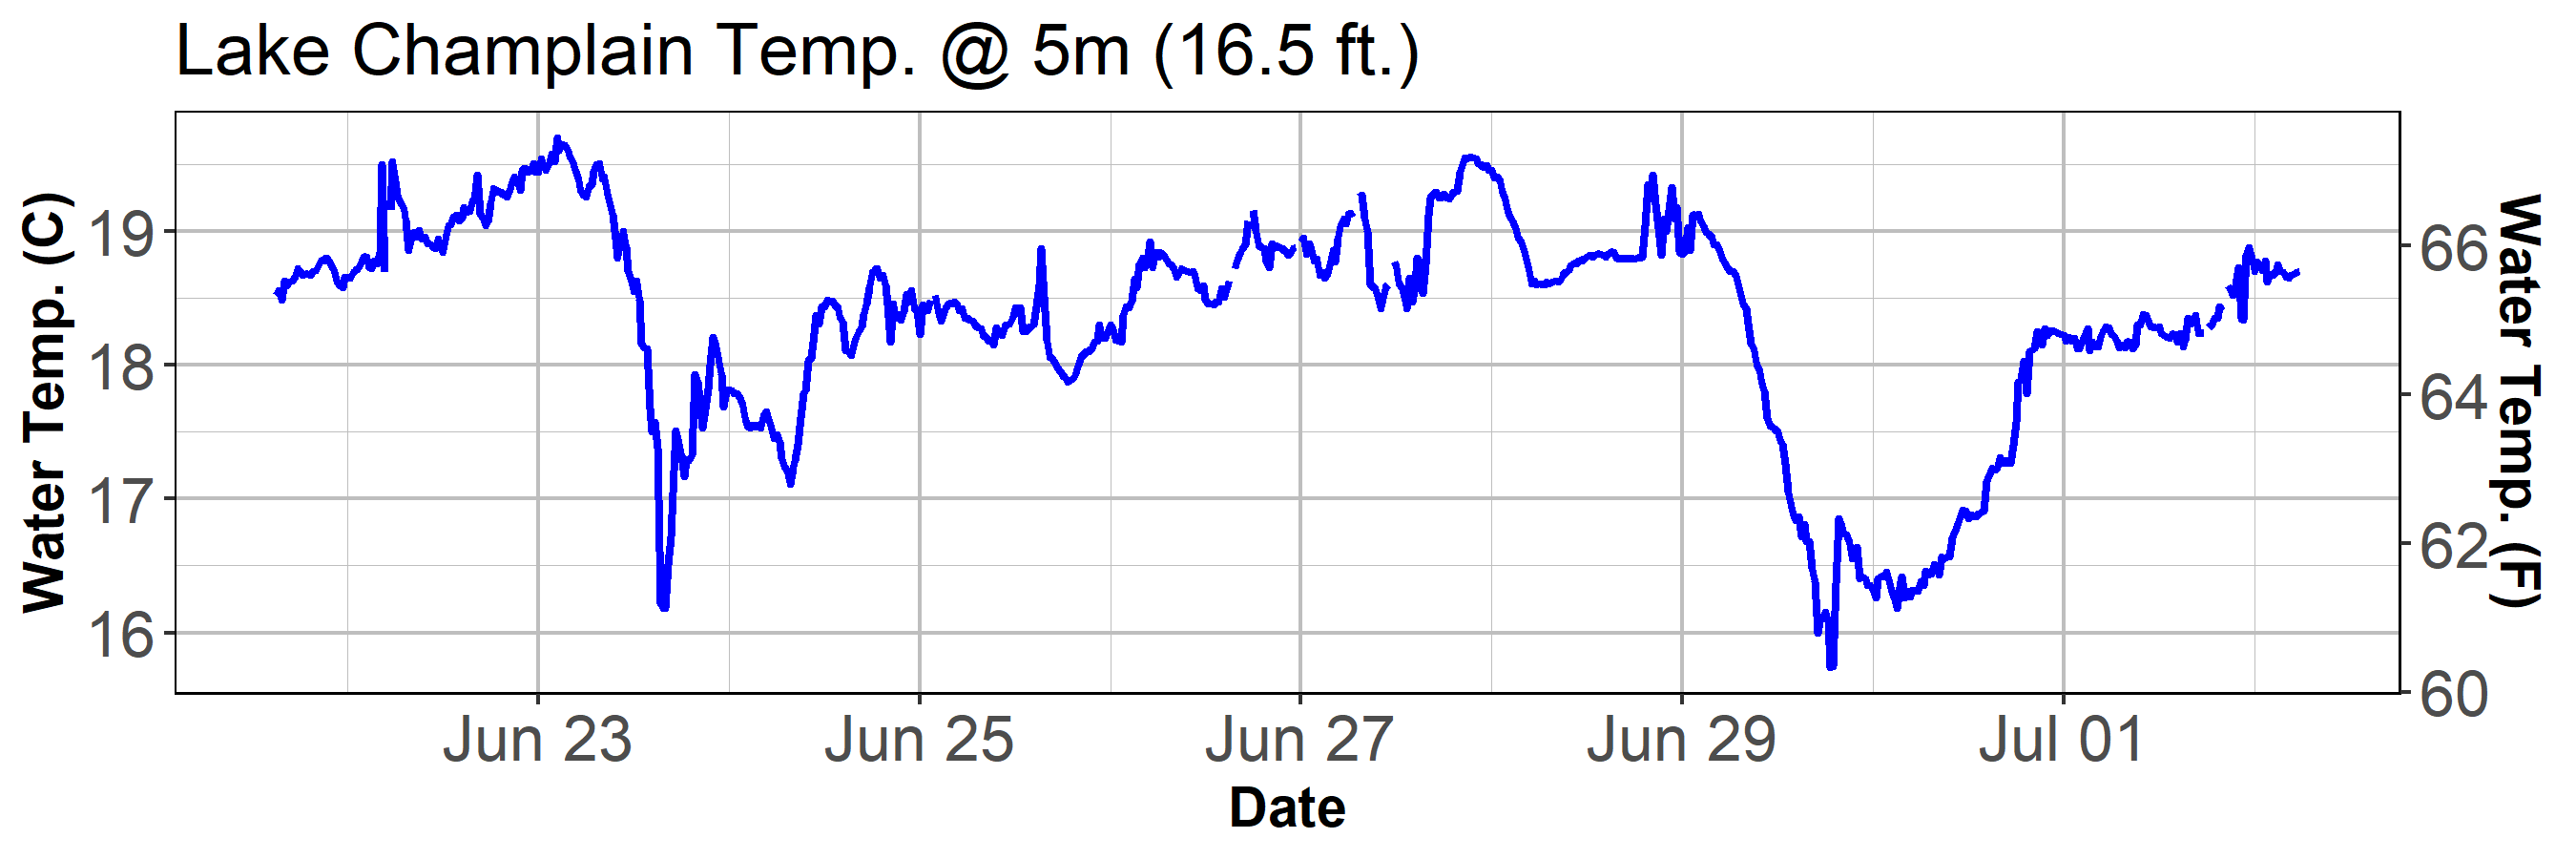 Lake Champlain Temp. @ 5m (16.5 ft.)
Water Temp. (C)
19
18
17
16
66
64
62
60
Water Temp. (F)
Jun 23
Jun 25
Jun 27
Jun 29
Jul 01
Date